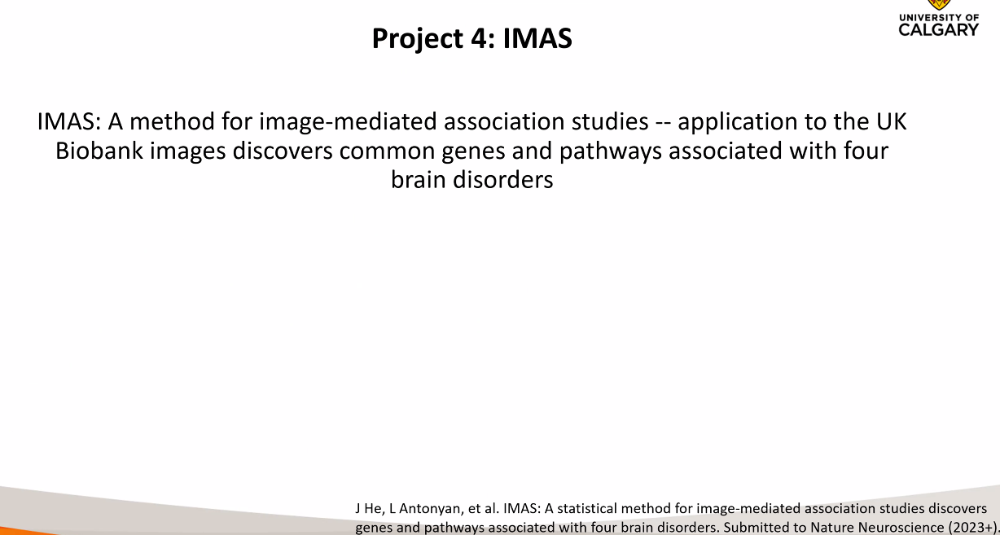 UNIVERSITY OF
CALGARY
Project 4: IMAS
IMAS: A method for image-mediated association studies -- application to the UK
Biobank images discovers common genes and pathways associated with four
brain disorders
J He, L Antonyan, et al. IMAS: A statistical method for image-mediated association studies discovers
genes and pathways associated with four brain disorders. Submitted to Nature Neuroscience (2023+).